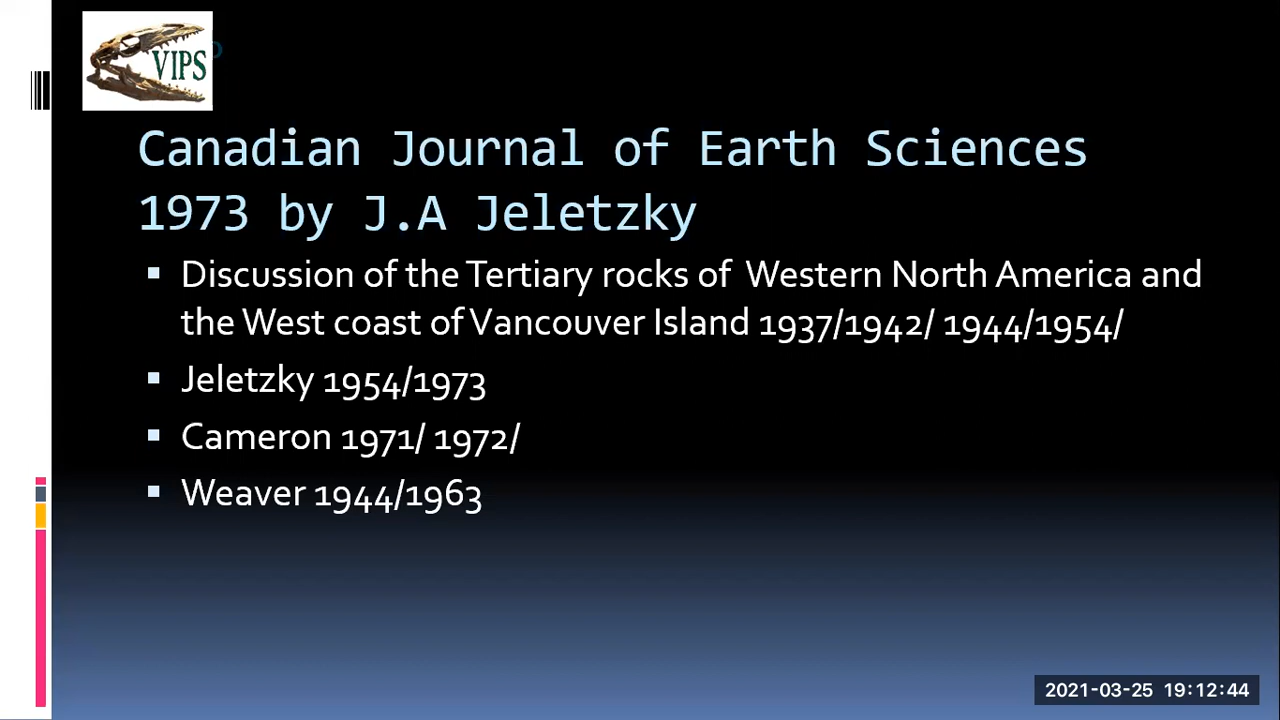 VIPS
Canadian Journal of Earth Sciences
1973 by J.A Jeletzky
Discussion of the Tertiary rocks of Western North America and
the West coast of Vancouver Island 1937/1942/ 1944/1954/
Jeletzky 1954/1973
Cameron 1971/ 1972/
Weaver 1944/1963
2021-03-25 19:12:44